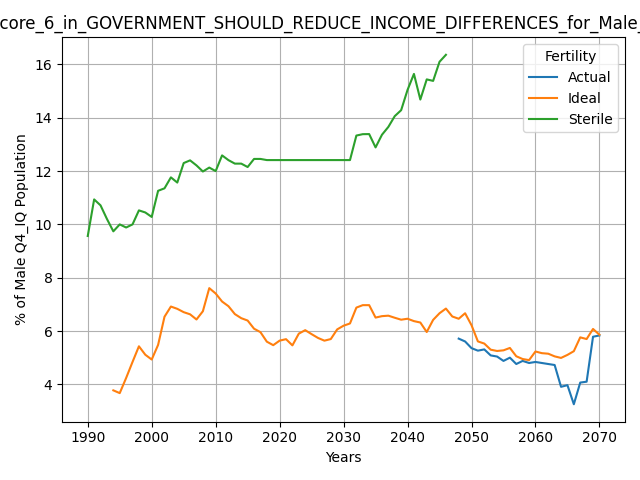 core_6_in_GOVERNMENT_SHOULD_REDUCE_INCOME_DIFFERENCES_for_Male_
Fertility
Actual
Ideal
Sterile
% of Male Q4_IQ Population
16
14
12
10
8
6
4
1990 2000 2010 2020 2030 2040 2050 2060 2070
Years